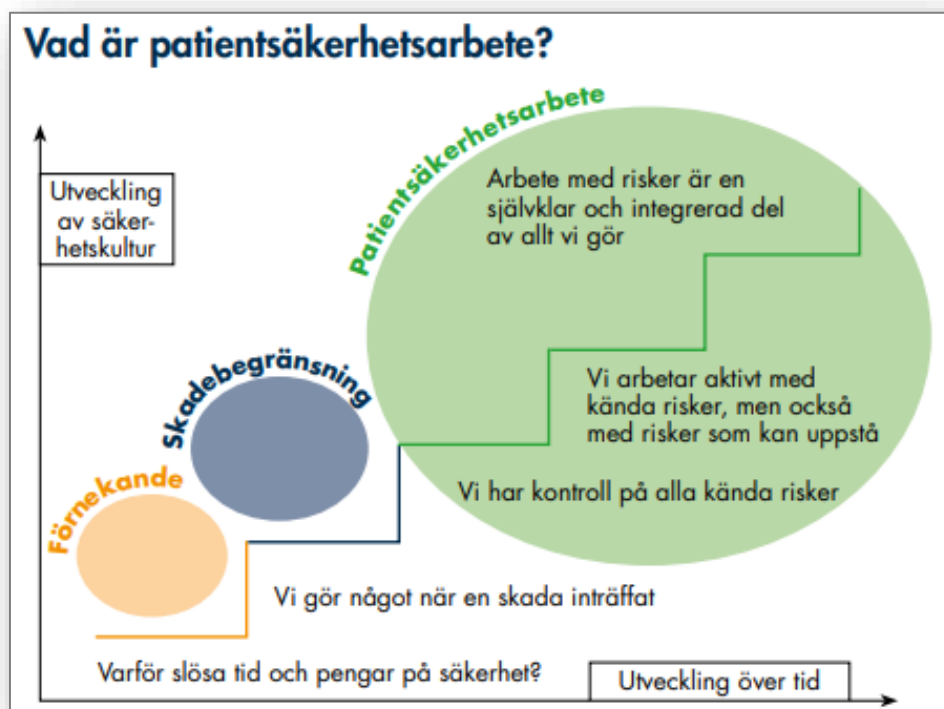 Vad är patientsäkerhetsarbete?
Patientsäkerhetsarbete
Utveckling
av säker-
hetskultur
Arbete med risker är en
självklar och integrerad del
av allt vi gör
Skadebegränsning
Vi arbetar aktivt med
kända risker, men också
med risker som kan uppstå
Förnekande
Vi har kontroll på alla kända risker
Vi gör något när en skada inträffat
Varför slösa tid och pengar på säkerhet?
Utveckling över tid